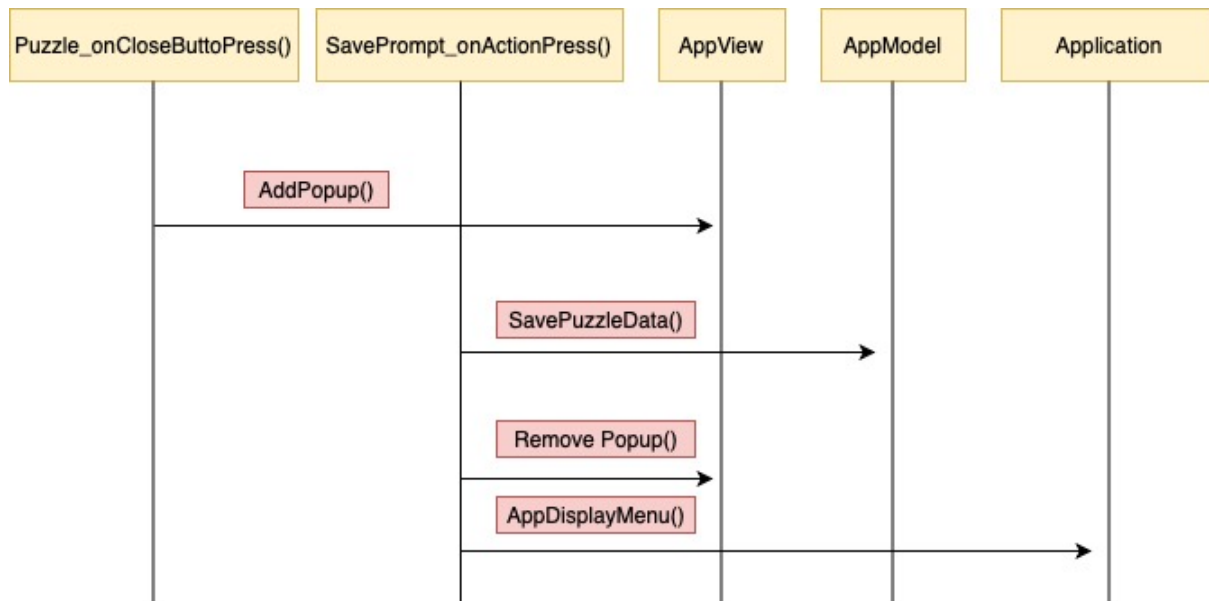 Puzzle_onCloseButtoPress()
SavePrompt_onActionPress()
AppView
AppModel
Application
AddPopup()
SavePuzzleData()
Remove Popup()
AppDisplayMenu()